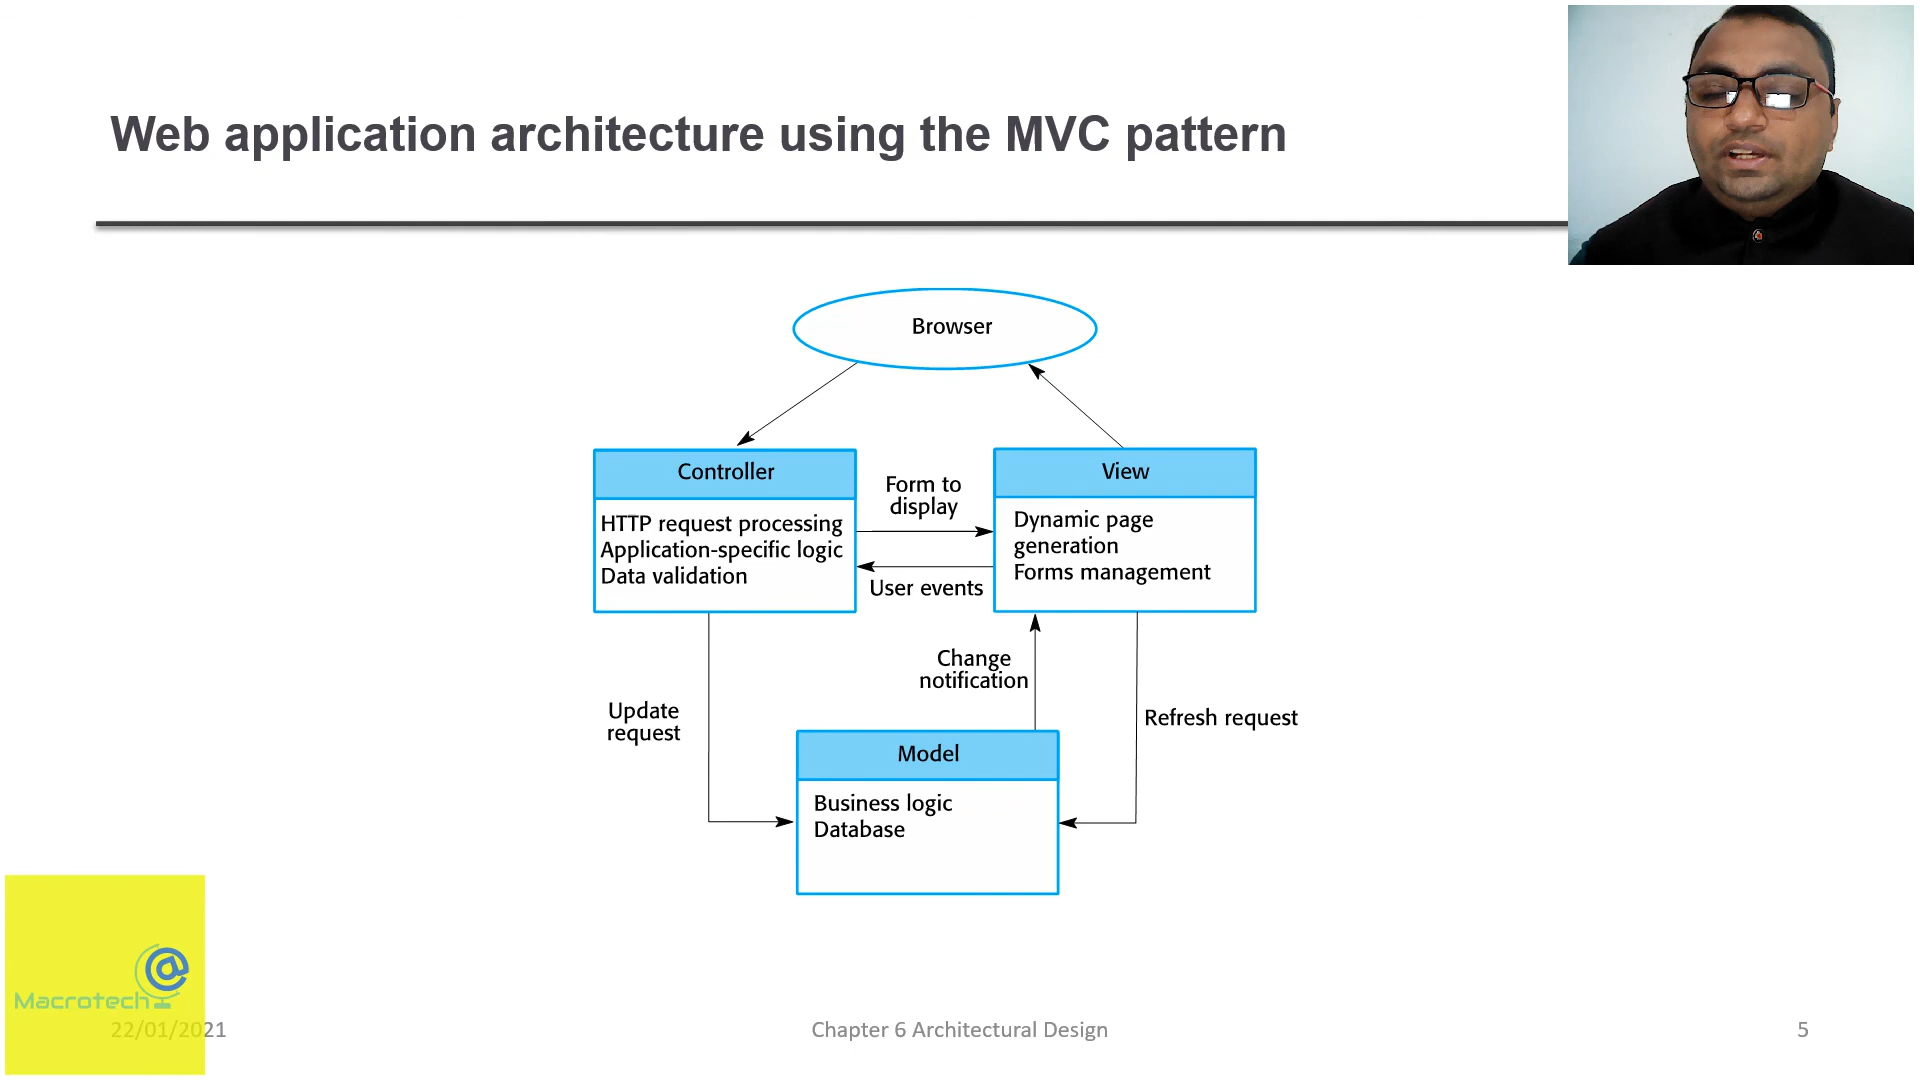 Web application architecture using the MVC pattern
Browser
Controller
HTTP request processing
Application-specific logic
Data validation
Form to
display
User events
View
Dynamic page
generation
Forms management
Change
notification
Update
request
Refresh request
Model
Business logic
Database
Macrotech
22/01/2021
Chapter 6 Architectural Design
5